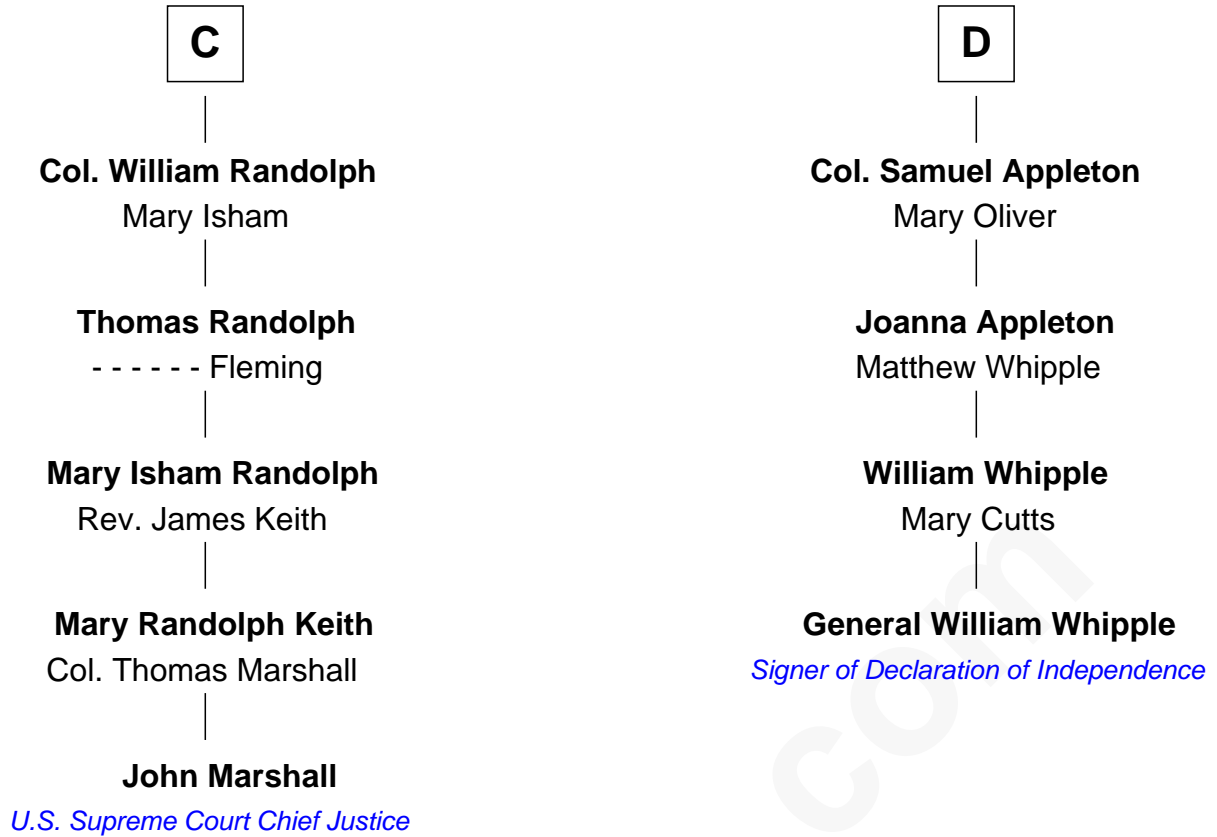 C
Col. William Randolph
Mary Isham
Thomas Randolph
- - - - - - Fleming
Mary Isham Randolph
Rev. James Keith
Mary Randolph Keith
Col. Thomas Marshall
John Marshall
U.S. Supreme Court Chief Justice
D
Col. Samuel Appleton
Mary Oliver
Joanna Appleton
Matthew Whipple
William Whipple
Mary Cutts
General William Whipple
Signer of Declaration of Independence
com